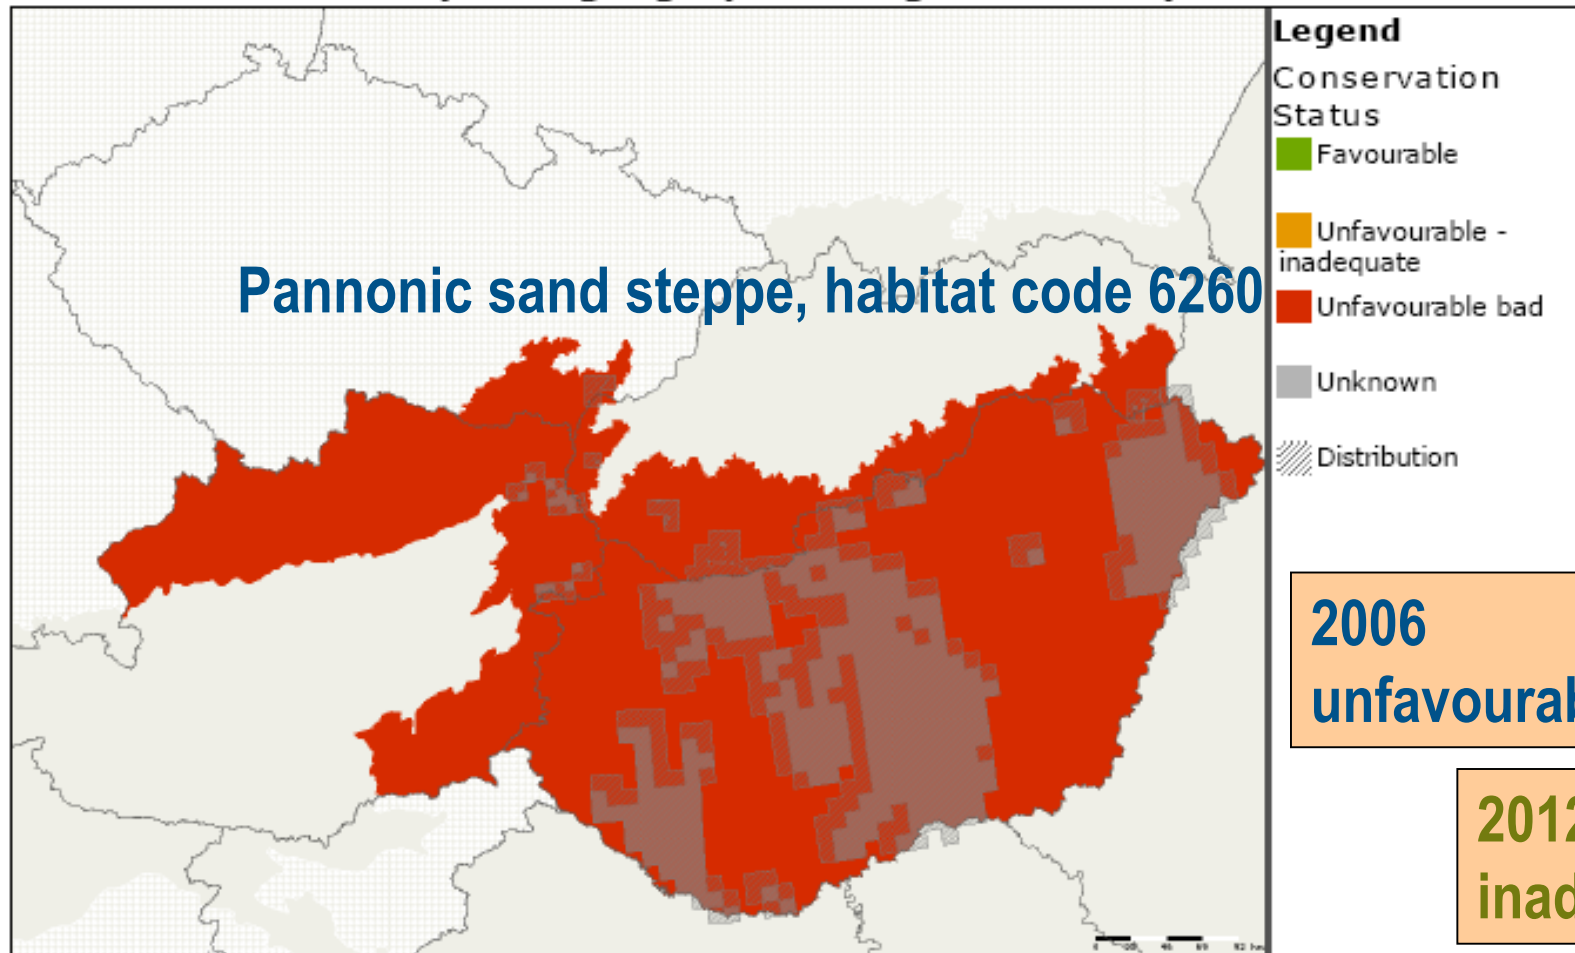 Legend
Conservation
Status
Favourable
Unfavourable -
inadequate
Unfavourable bad
Unknown
Distribution
Pannonic sand steppe, habitat code 6260
2006